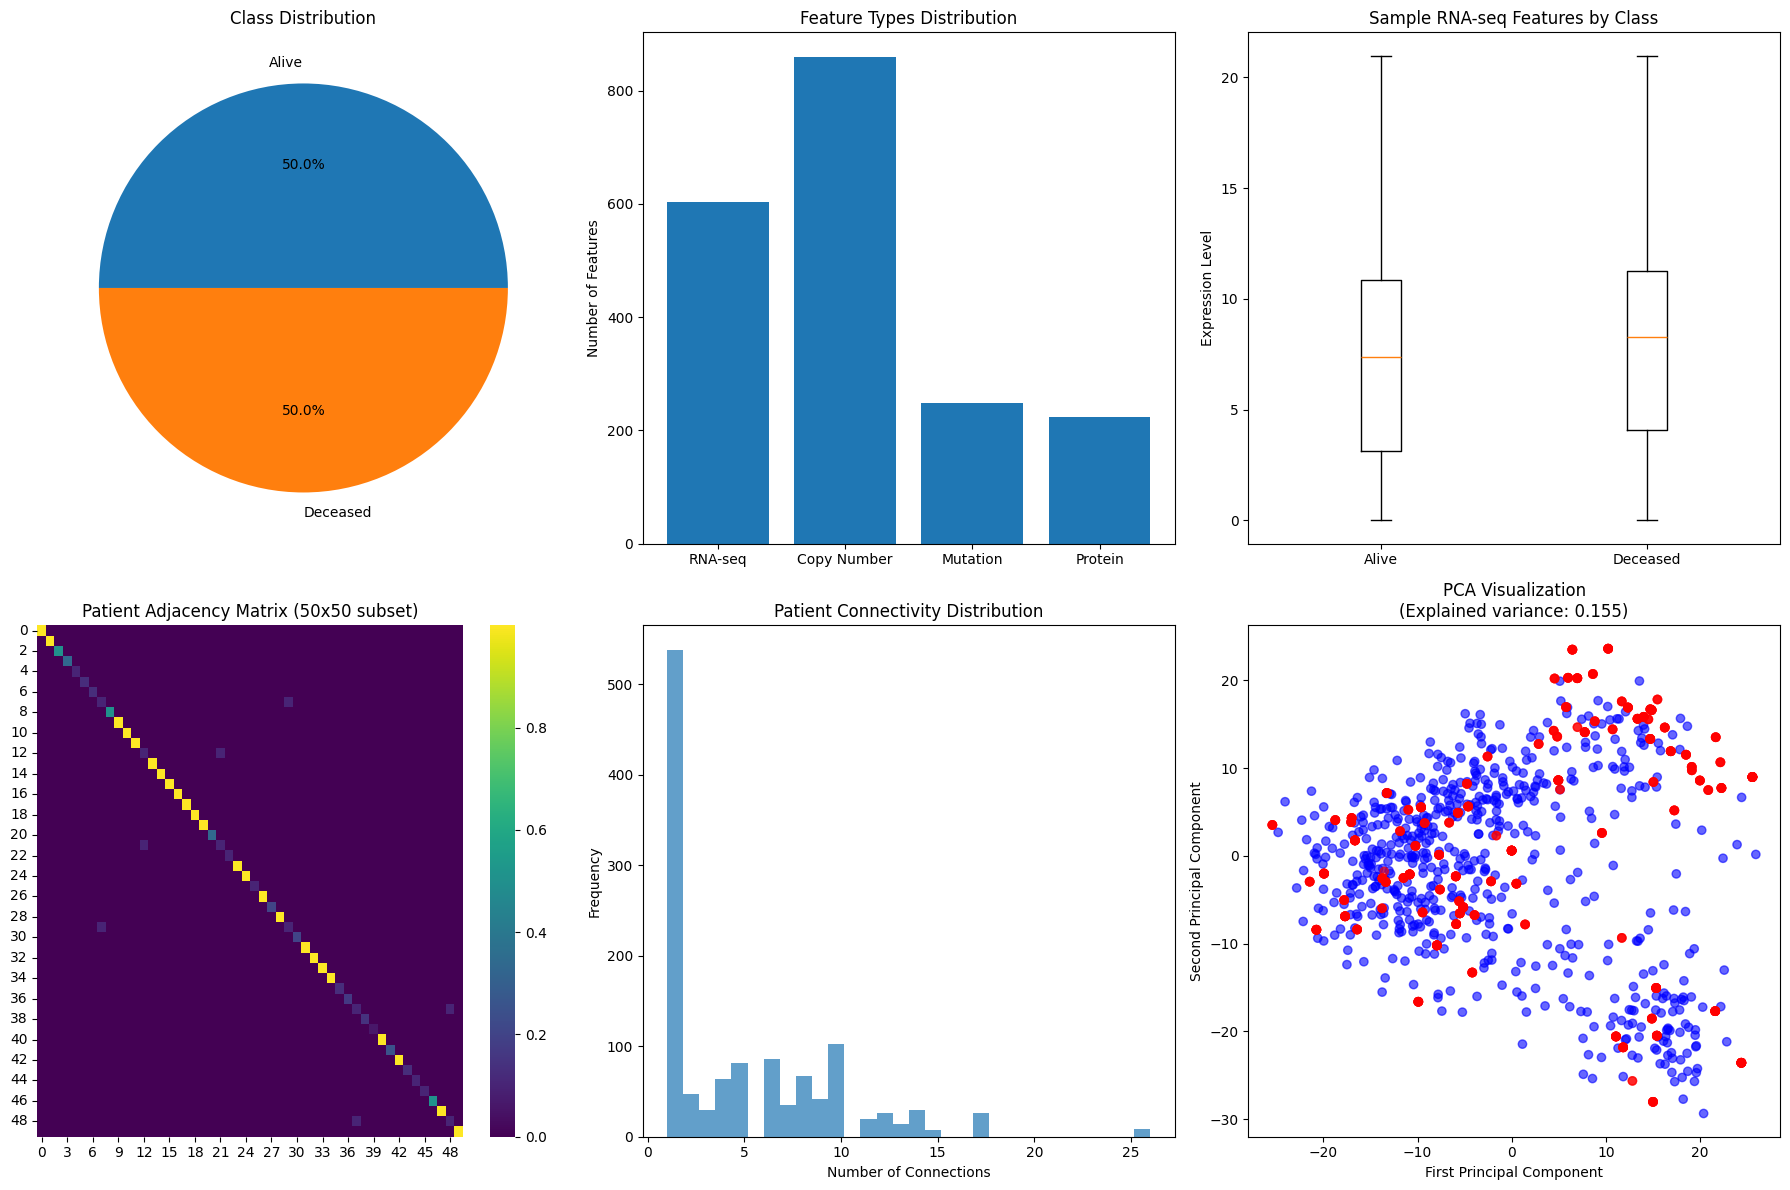 Class Distribution
Alive
50.0%
50.0%
Deceased
Feature Types Distribution
Number of Features
800
600
400
200
0
RNA-seq Copy Number Mutation Protein
Sample RNA-seq Features by Class
Expression Level
20
15
10
5
0
Alive Deceased
Patient Adjacency Matrix (50x50 subset)
0
2
4
6
8
10
12
14
16
18
20
22
24
26
28
30
32
34
36
38
40
42
44
46
48
0 3 6 9 12 15 18 21 24 27 30 33 36 39 42 45 48
0.8
0.6
0.4
0.2
0.0
Patient Connectivity Distribution
Frequency
500
400
300
200
100
0
0 5 10 15 20 25
Number of Connections
PCA Visualization
(Explained variance: 0.155)
Second Principal Component
20
10
0
−10
−20
−30
−20 −10 0 10 20
First Principal Component